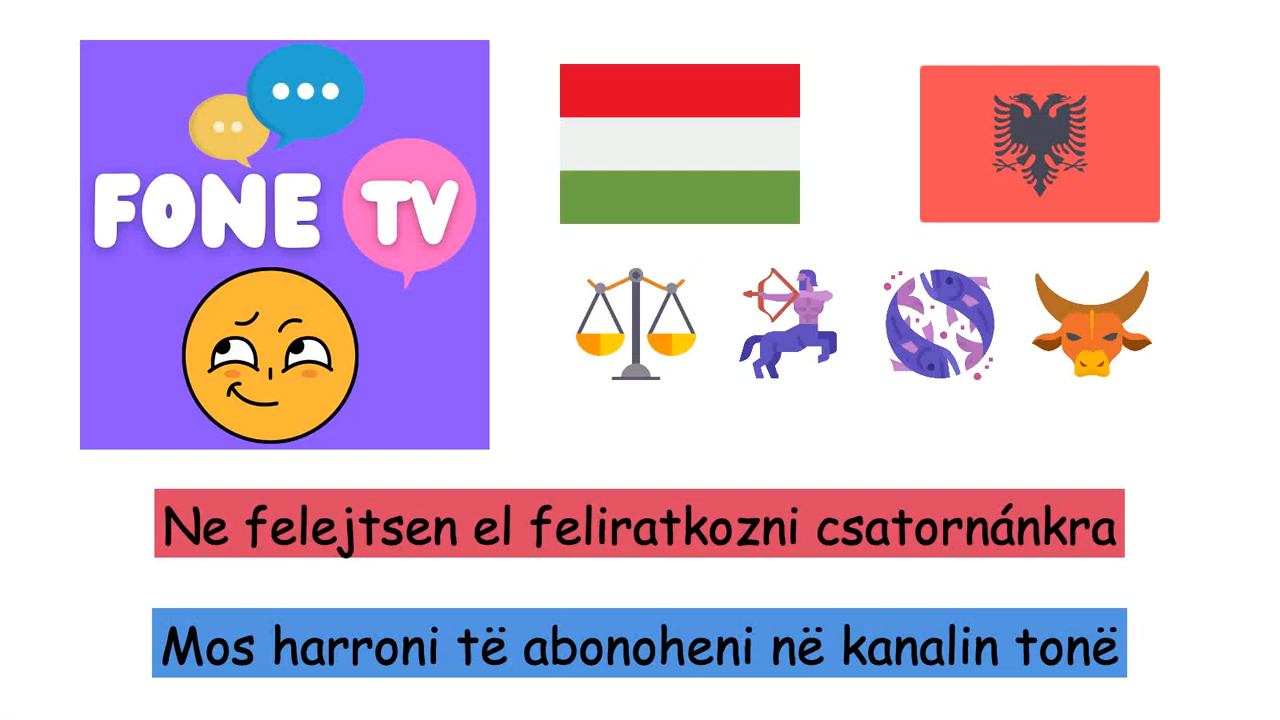 FONE TV
Ne felejtsen el feliratkozni csatornánkra
Mos harroni të abonoheni në kanalin tonë